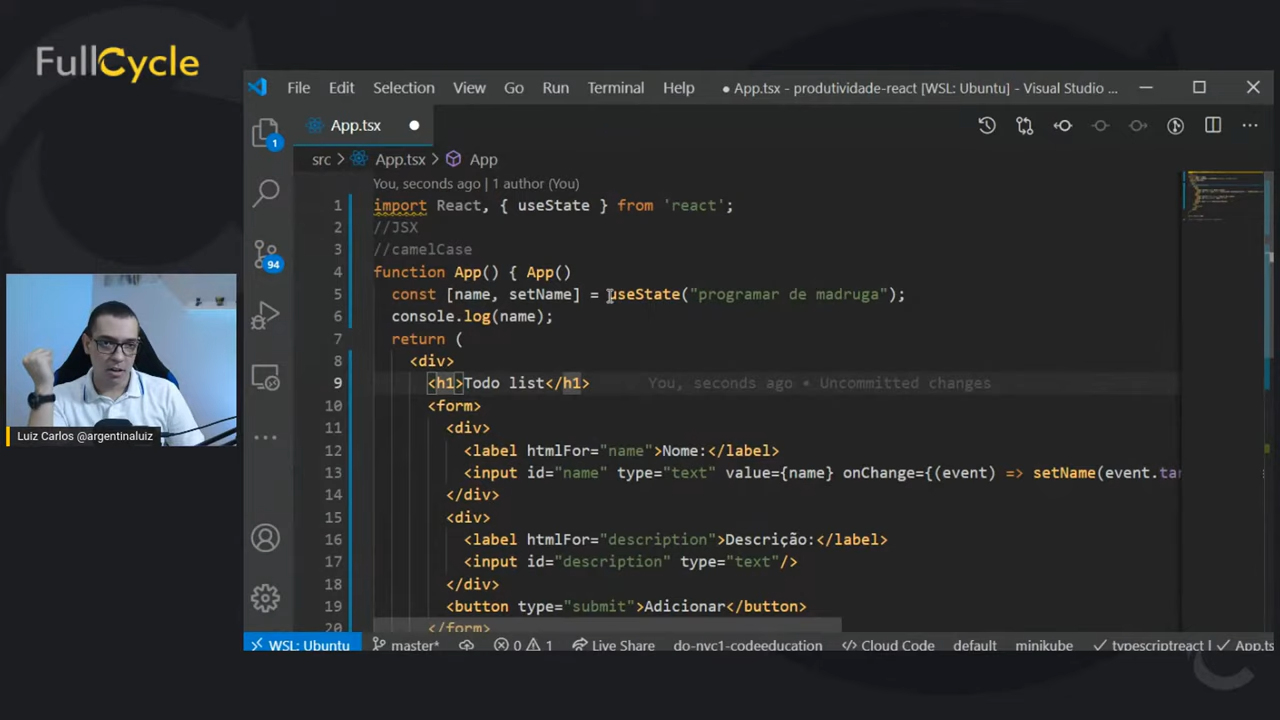 FullCycle
File Edit Selection View Go Run Terminal Help ● App.tsx - produtividade-react [WSL: Ubuntu] - Visual Studio ...
App.tsx
src > App.tsx > App
You, seconds ago | 1 author (You)
1 import React, { useState } from 'react';
2 //JSX
3 //camelCase
4 function App() { App()
5 const [name, setName] = useState("programar de madruga");
6 console.log(name);
7 return (
8 <div>
9 <h1>Todo list</h1> You, seconds ago • Uncommitted changes
10 <form>
11 <div>
12 <label htmlFor="name">Nome:</label>
13 <input id="name" type="text" value={name} onChange={(event) => setName(event.tar
14 </div>
15 <div>
16 <label htmlFor="description">Descrição:</label>
17 <input id="description" type="text"/>
18 </div>
19 <button type="submit">Adicionar</button>
20 </form>
1
94
Luiz Carlos @argentinaluiz
WSL: Ubuntu master* 0 1 Live Share do-nyc1-codeeducation Cloud Code default minikube typescriptreact App.ts